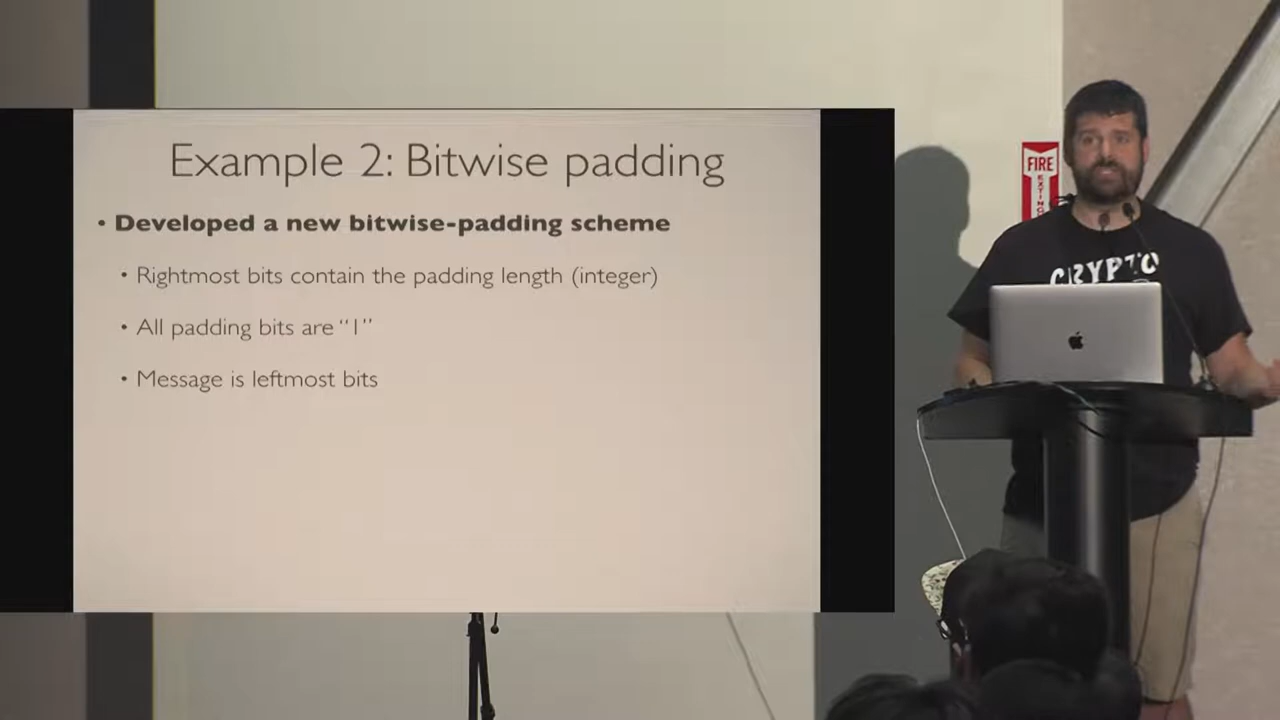 Example 2: Bitwise padding
• Developed a new bitwise-padding scheme
• Rightmost bits contain the padding length (integer)
• All padding bits are "1"
• Message is leftmost bits
FIRE
CRYPTO